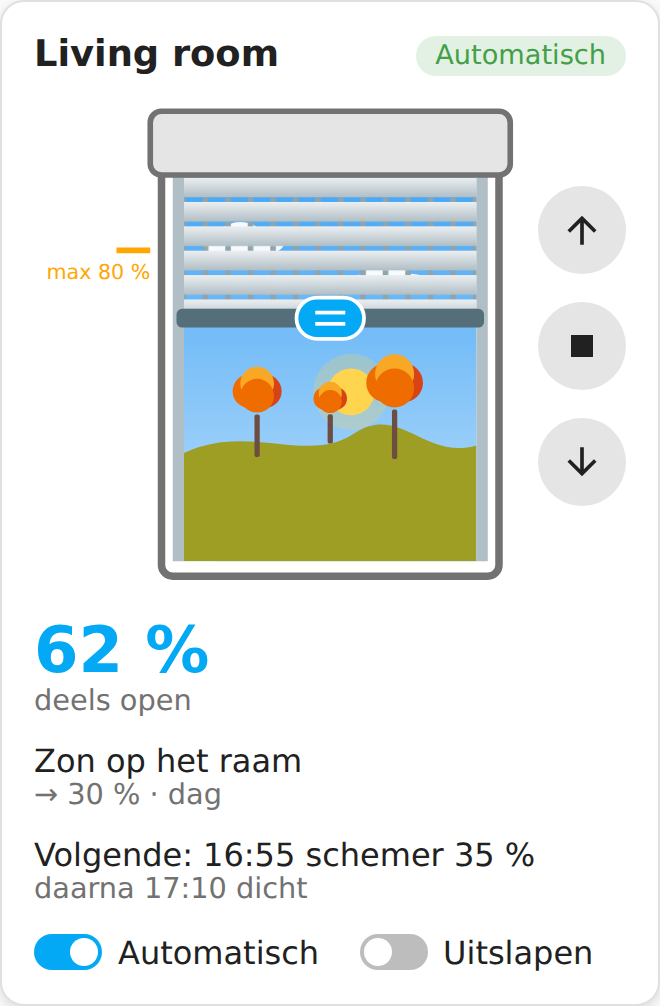 Living room
Automatisch
max 80 %
62 %
deels open
Zon op het raam
→ 30 % · dag
Volgende: 16:55 schemer 35 %
daarna 17:10 dicht
Automatisch
Uitslapen